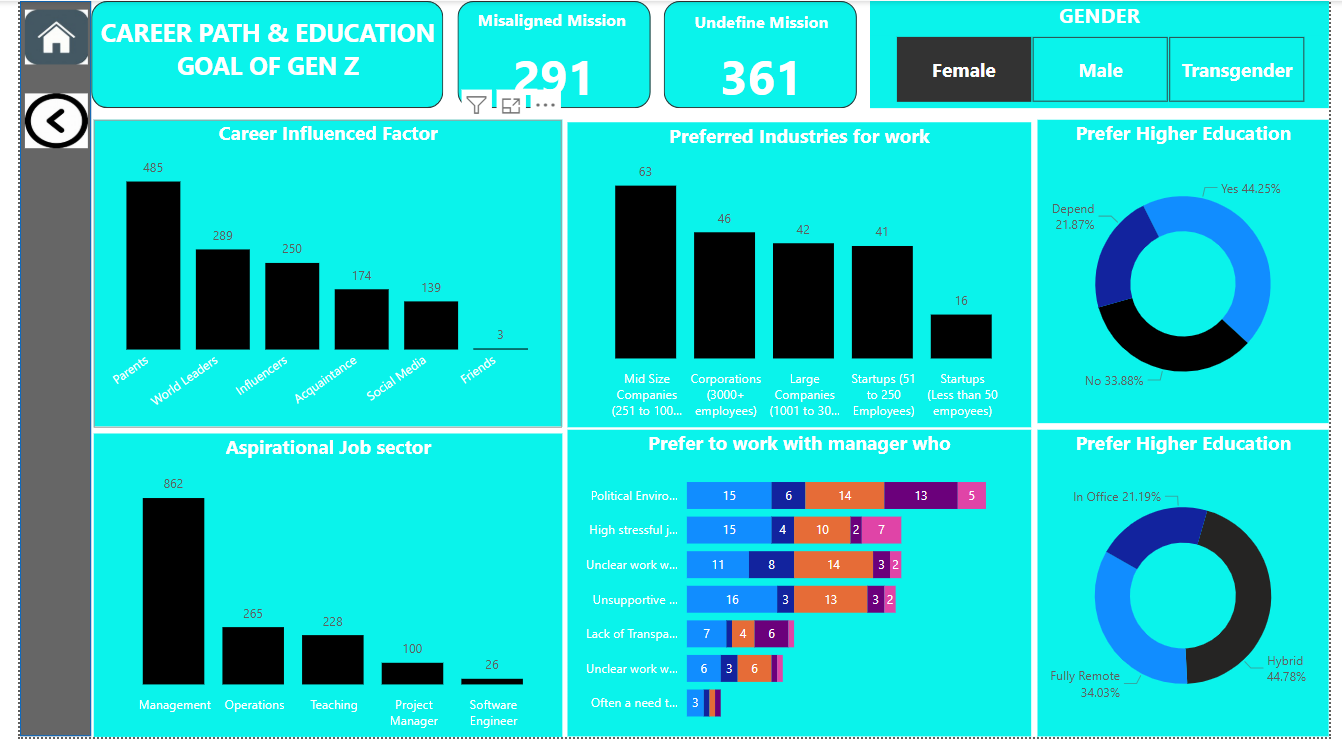 CAREER PATH & EDUCATION
GOAL OF GEN Z
Misaligned Mission
291
Undefine Mission
361
GENDER
Female
Male
Transgender
Career Influenced Factor
485
289
250
174
139
3
Parents
World Leaders
Influencers
Acquaintance
Social Media
Friends
Preferred Industries for work
63
46
42
41
16
Mid Size
Companies
(251 to 100...
Corporations
(3000+
employees)
Large
Companies
(1001 to 30...
Startups (51
to 250
Employees)
Startups
(Less than 50
empoyees)
Prefer Higher Education
Yes 44.25%
Depend
21.87%
No 33.88%
Aspirational Job sector
862
265
228
100
26
Management
Operations
Teaching
Project
Manager
Software
Engineer
Prefer to work with manager who
Political Enviro... 15 6 14 13 5
High stressful j... 15 4 10 2 7
Unclear work w... 11 8 14 3 2
Unsupportive ... 16 3 13 3 2
Lack of Transpa... 7 4 6
Unclear work w... 6 3 6
Often a need t... 3
Prefer Higher Education
In Office 21.19%
Fully Remote
34.03%
Hybrid
44.78%